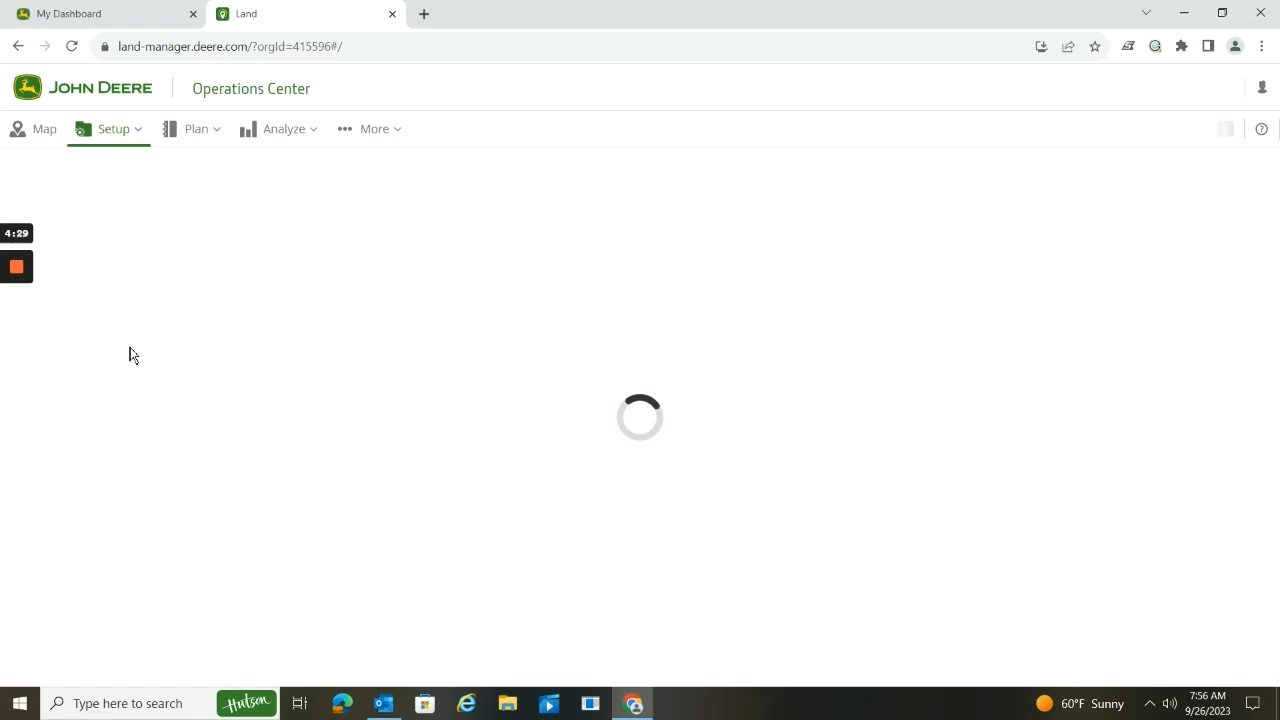 My Dashboard
Land
land-manager.deere.com/?orgId=415596#/
JOHN DEERE
Operations Center
Map
Setup
Plan
Analyze
More
4:29
Type here to search
Hutson
60°F Sunny
7:56 AM
9/26/2023